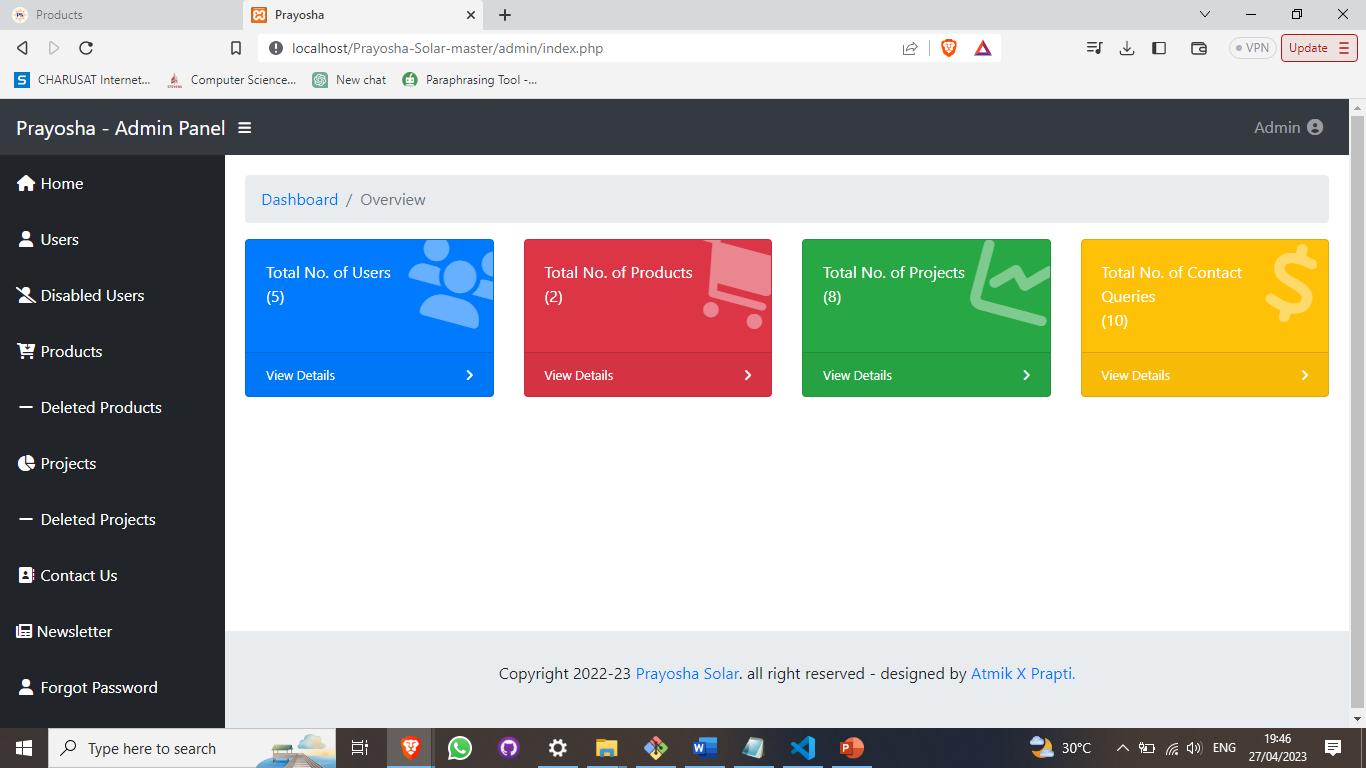 Products
Prayosha
localhost/Prayosha-Solar-master/admin/index.php
VPN
Update
S CHARUSAT Internet...
STEVENS Computer Science...
New chat
Paraphrasing Tool -...
Prayosha - Admin Panel
Admin
Home
Users
Disabled Users
Products
Deleted Products
Projects
Deleted Projects
Contact Us
Newsletter
Forgot Password
Dashboard / Overview
Total No. of Users
(5)
View Details
Total No. of Products
(2)
View Details
Total No. of Projects
(8)
View Details
Total No. of Contact
Queries
(10)
View Details
Copyright 2022-23 Prayosha Solar. all right reserved - designed by Atmik X Prapti.
Type here to search
30°C
ENG
19:46
27/04/2023